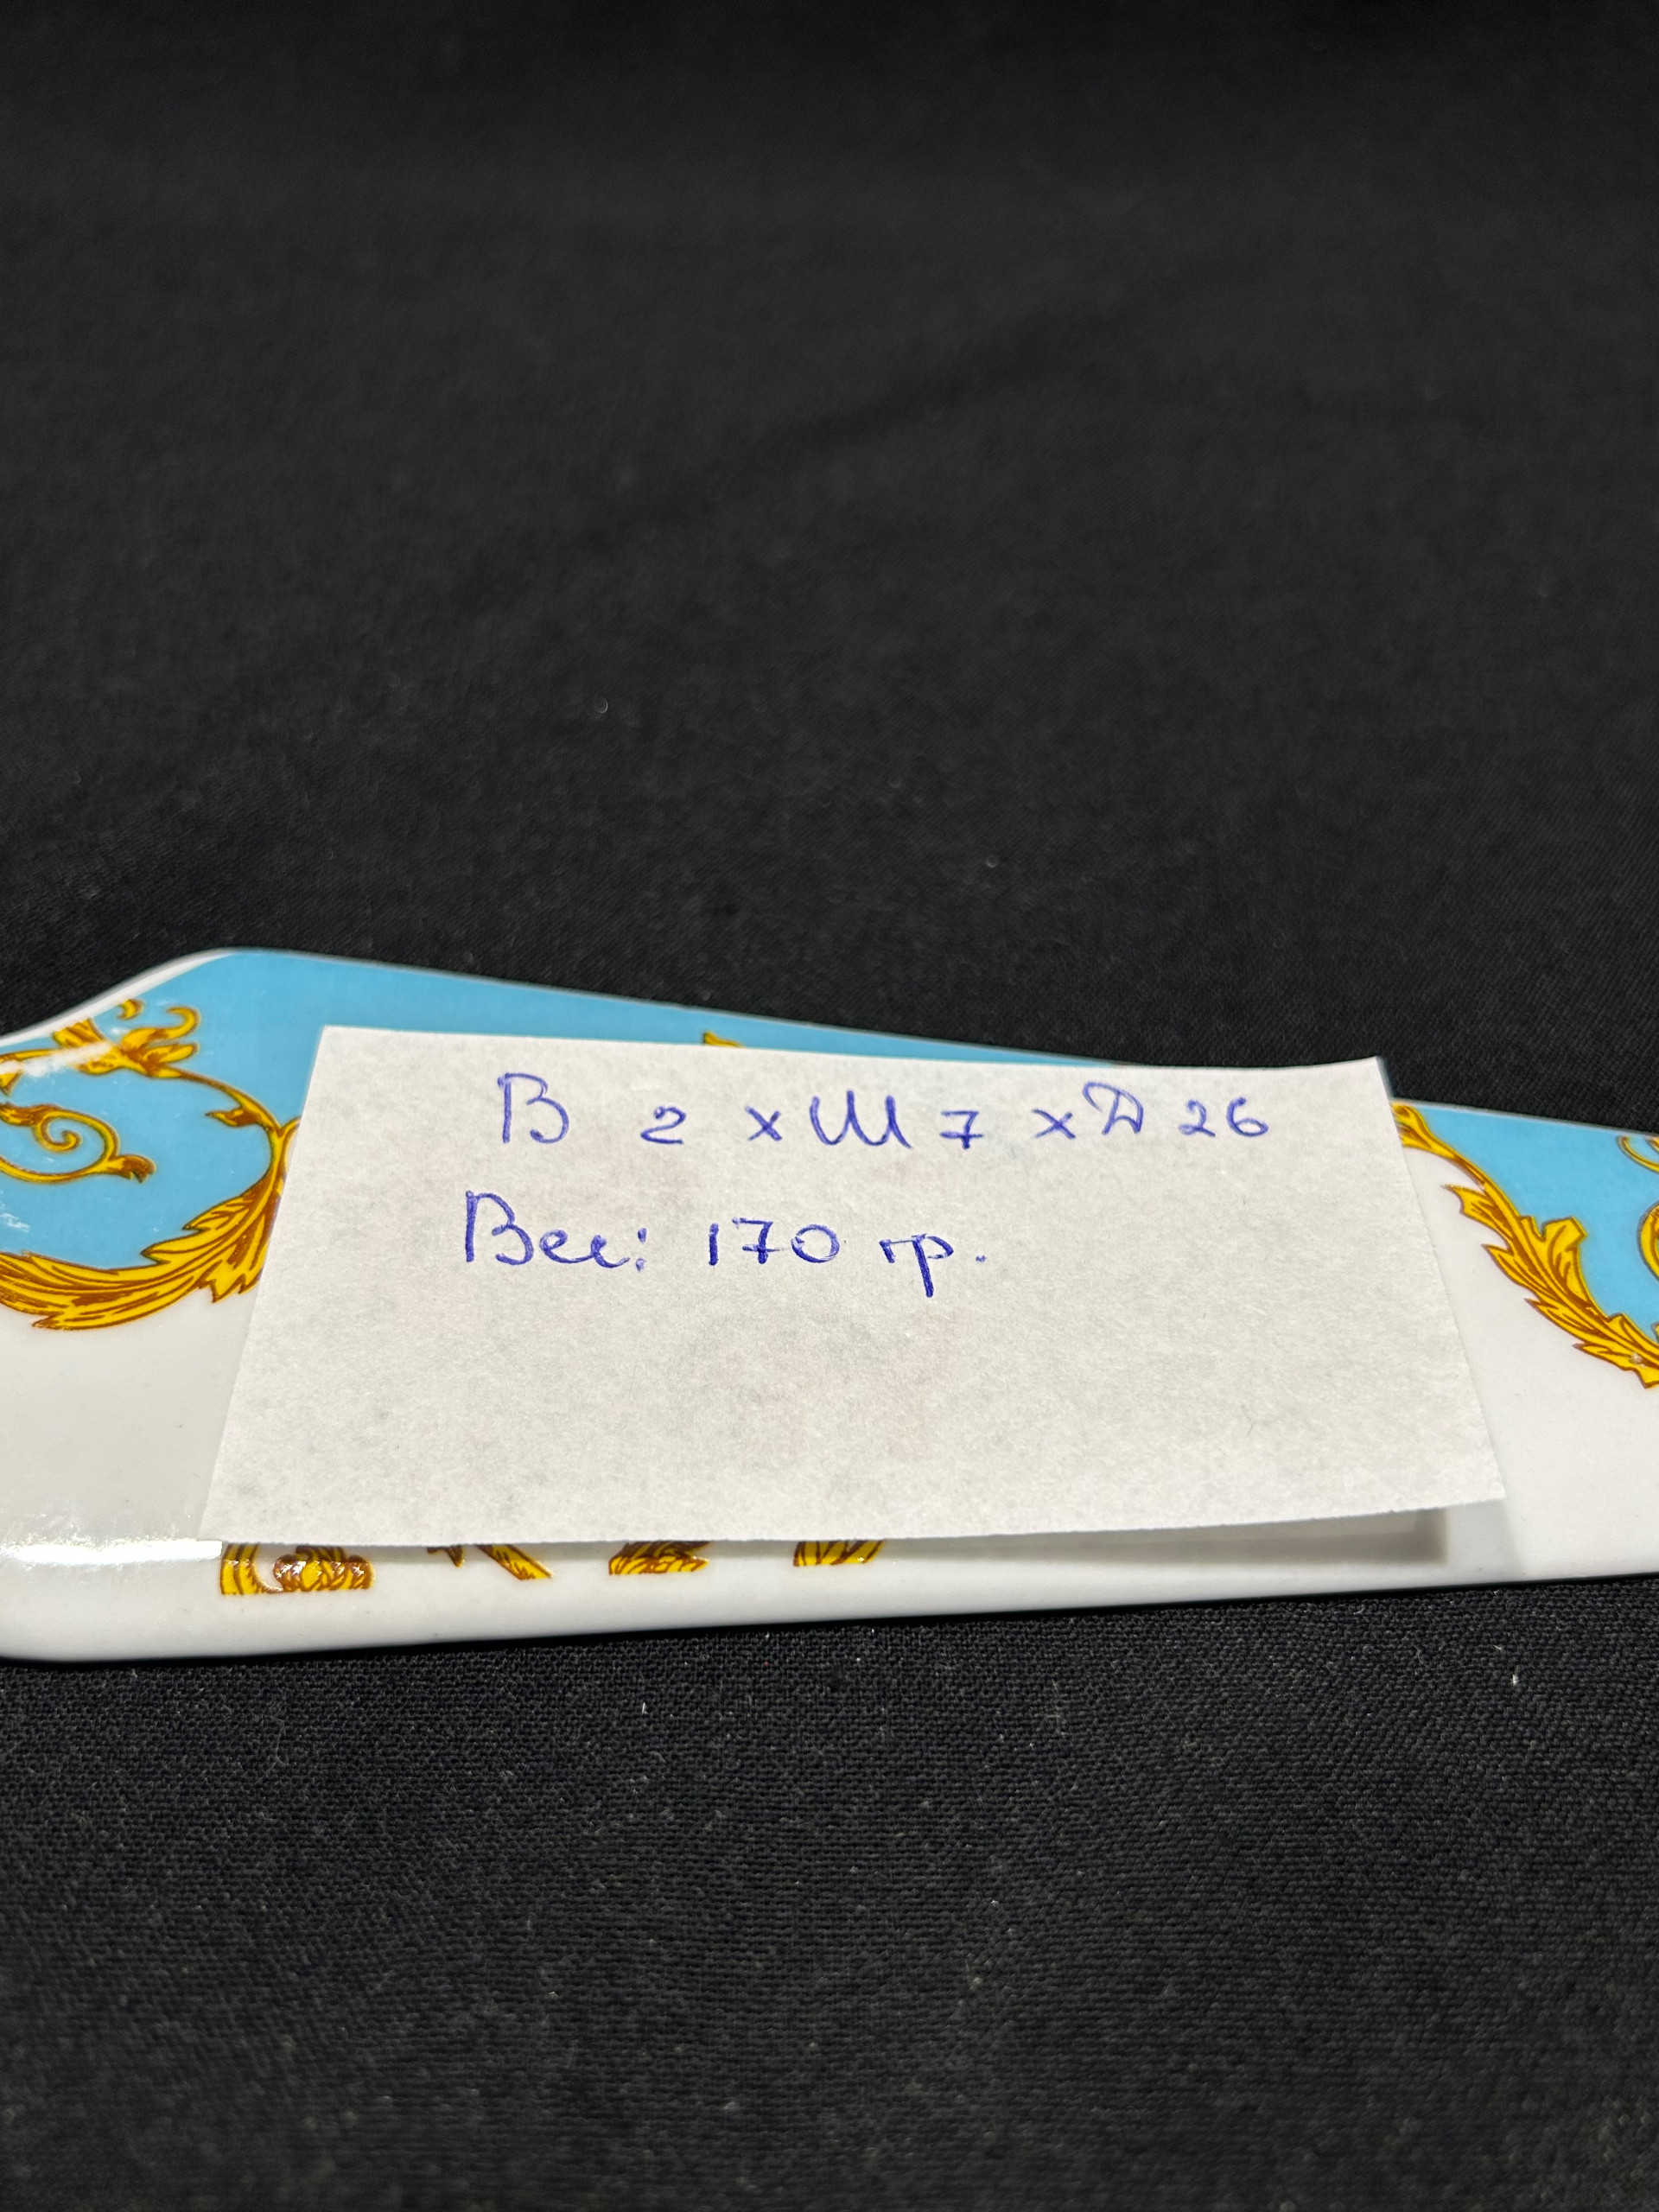 В 2 х Ш 7 х Д 26
Вес: 170 гр.